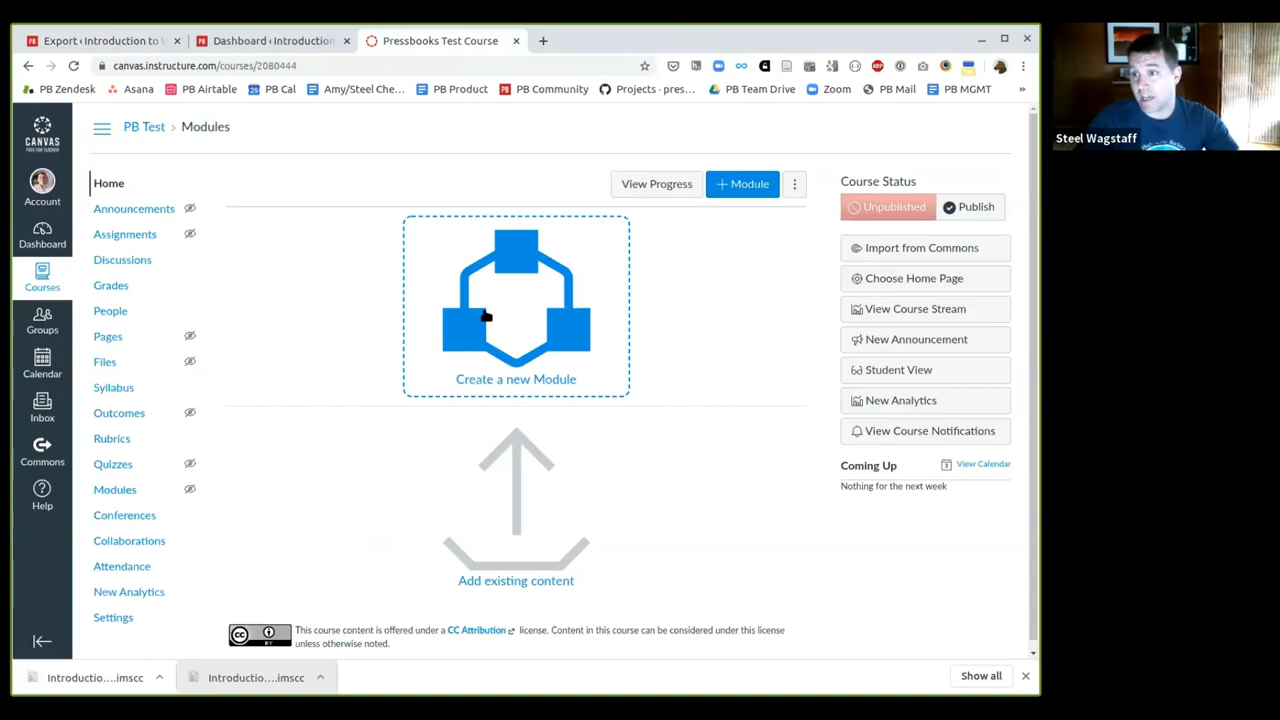 Export ‹ Introduction to W
Dashboard ‹ Introduction
Pressbooks Test Course
canvas.instructure.com/courses/2080444
PB Zendesk
Asana
PB Airtable
PB Cal
Amy/Steel Che...
PB Product
PB Community
Projects · pres...
PB Team Drive
Zoom
PB Mail
PB MGMT
»
CANVAS
FREE FOR TEACHER
Account
Dashboard
Courses
Groups
Calendar
Inbox
Commons
Help
PB Test › Modules
Home
Announcements
Assignments
Discussions
Grades
People
Pages
Files
Syllabus
Outcomes
Rubrics
Quizzes
Modules
Conferences
Collaborations
Attendance
New Analytics
Settings
View Progress
+ Module
Create a new Module
Add existing content
CC BY
This course content is offered under a CC Attribution license. Content in this course can be considered under this license
unless otherwise noted.
Course Status
Unpublished
Publish
Import from Commons
Choose Home Page
View Course Stream
New Announcement
Student View
New Analytics
View Course Notifications
Coming Up
View Calendar
Nothing for the next week
Introductio....imscc
Introductio....imscc
Show all
Steel Wagstaff